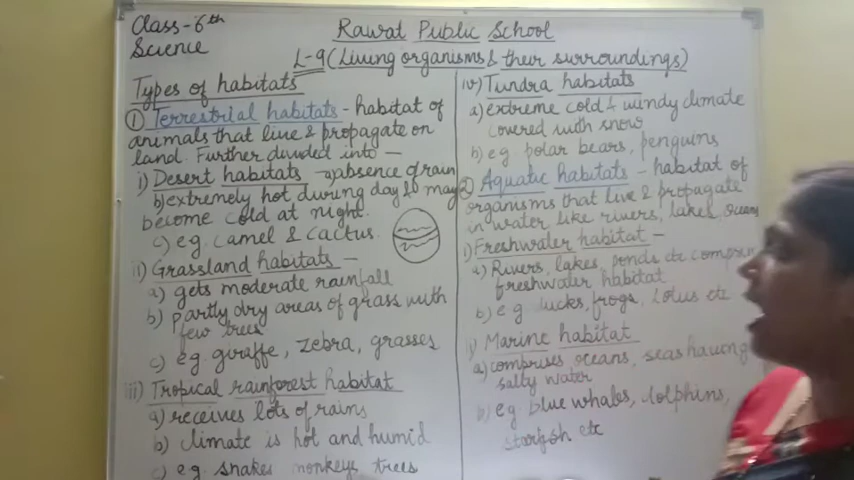 Class-6th
Science
Rawat Public School
L-9 (Living organisms & their surroundings)
Types of habitats
① Terrestrial habitats - habitat of
animals that live & propagate on
land. Further divided into —
i) Desert habitats - a) absence of rain
b) extremely hot during day & may
become cold at night.
c) eg. camel & cactus.
ii) Grassland habitats —
a) gets moderate rainfall
b) partly dry areas of grass with
few trees
c) eg. giraffe, zebra, grasses
iii) Tropical rainforest habitat
a) receives lots of rains
b) climate is hot and humid
c) eg. snakes monkeys trees
iv) Tundra habitats
a) extreme cold & windy climate
covered with snow
b) eg polar bears, penguins
② Aquatic habitats - habitat of
organisms that live & propagate
in water like rivers, lakes, oceans
i) Freshwater habitat —
a) Rivers, lakes, ponds etc
freshwater habitat
b) eg frogs, lotus etc
Marine habitat
a) comprises oceans, seas having
salty water
b) eg blue whales, dolphins,
starfish etc